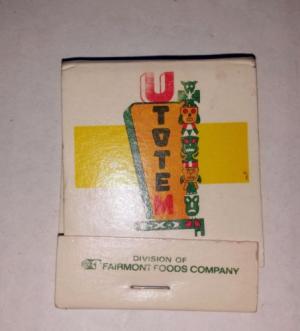 U
TOTEM
DIVISION OF
FAIRMONT FOODS COMPANY